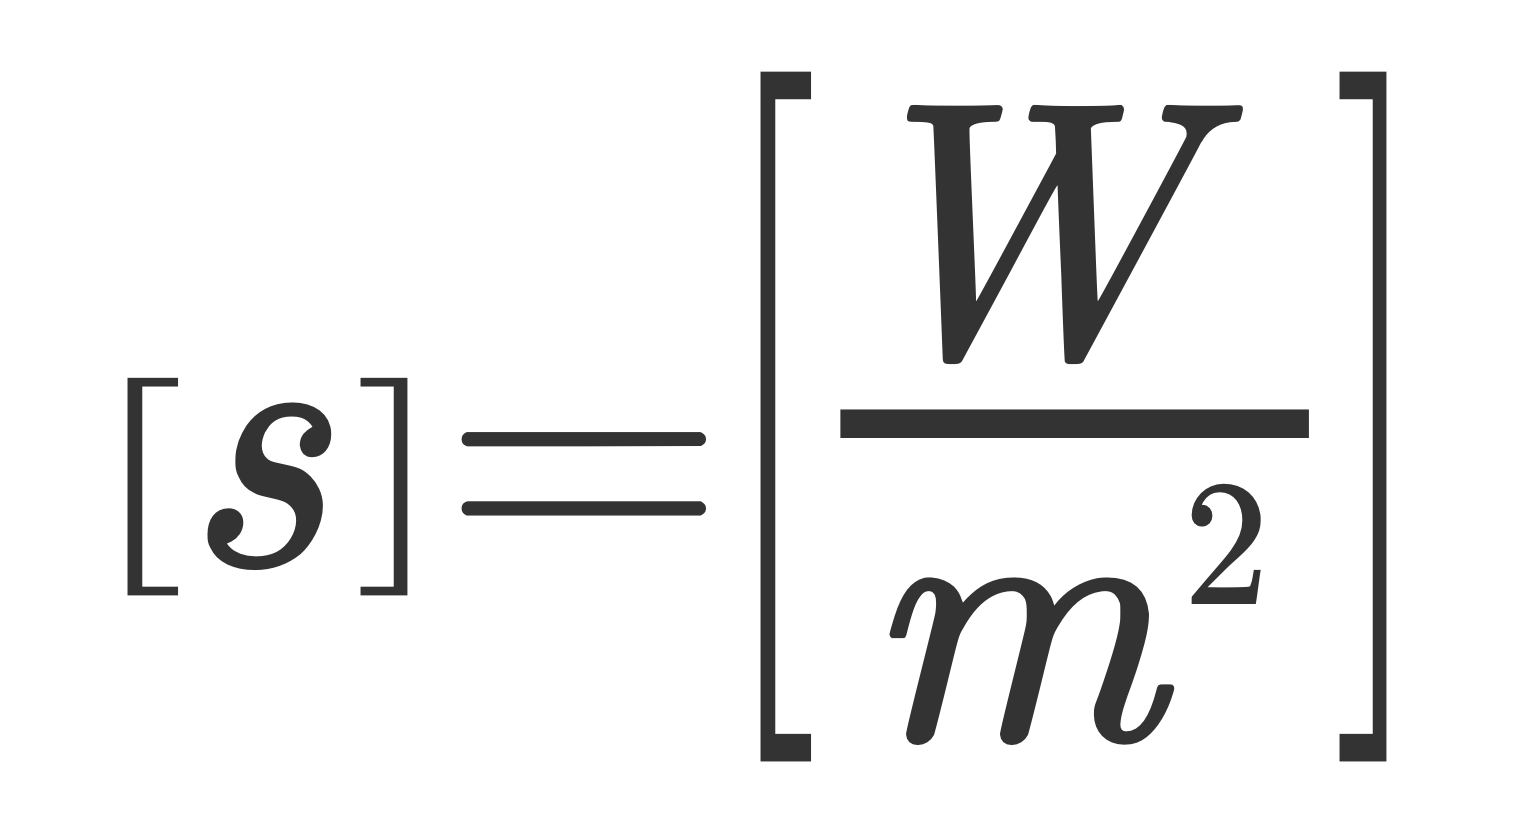 [s] = [W/m²]